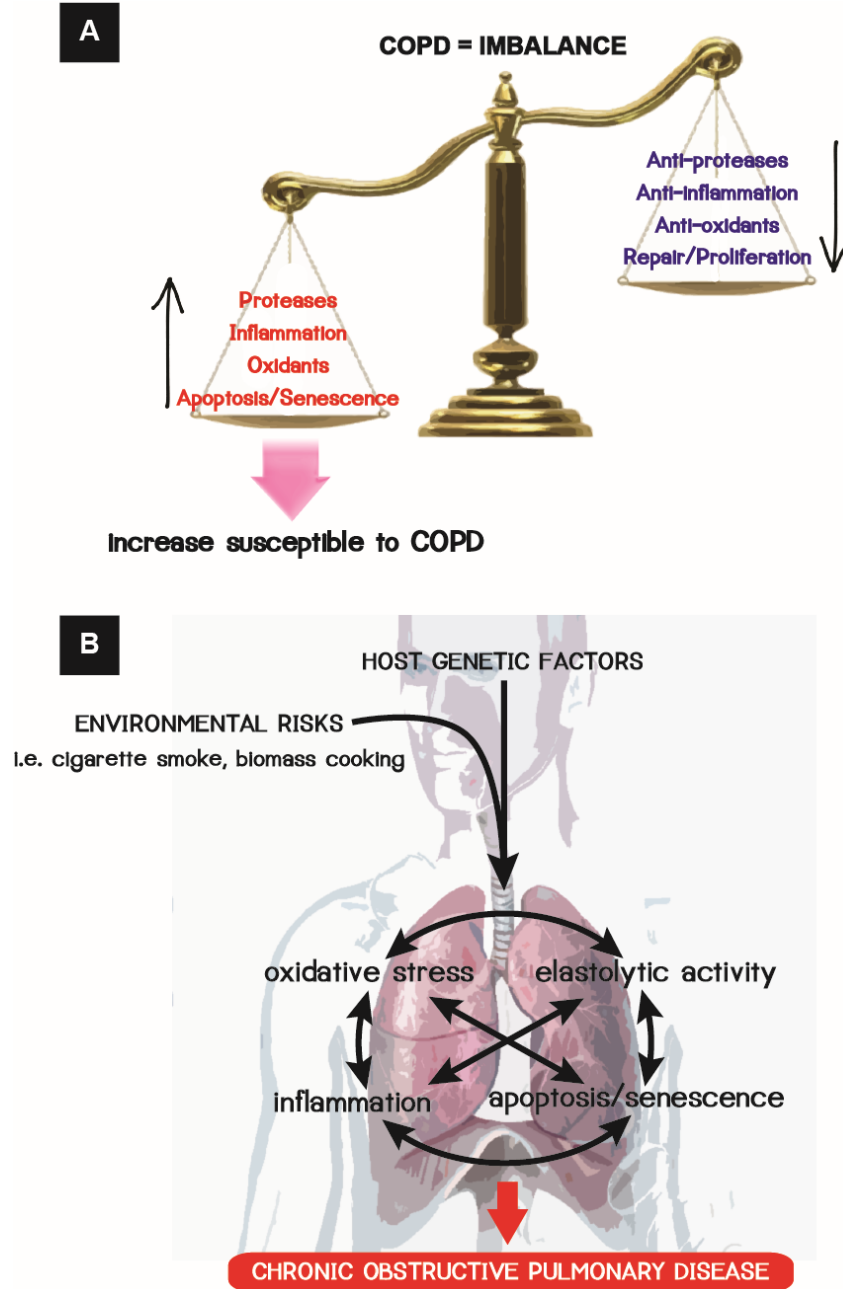 A
COPD = IMBALANCE
Anti-proteases
Anti-inflammation
Anti-oxidants
Repair/Proliferation
Proteases
Inflammation
Oxidants
Apoptosis/Senescence
increase susceptible to COPD
B
HOST GENETIC FACTORS
ENVIRONMENTAL RISKS
i.e. cigarette smoke, biomass cooking
oxidative stress
elastolytic activity
inflammation
apoptosis/senescence
CHRONIC OBSTRUCTIVE PULMONARY DISEASE